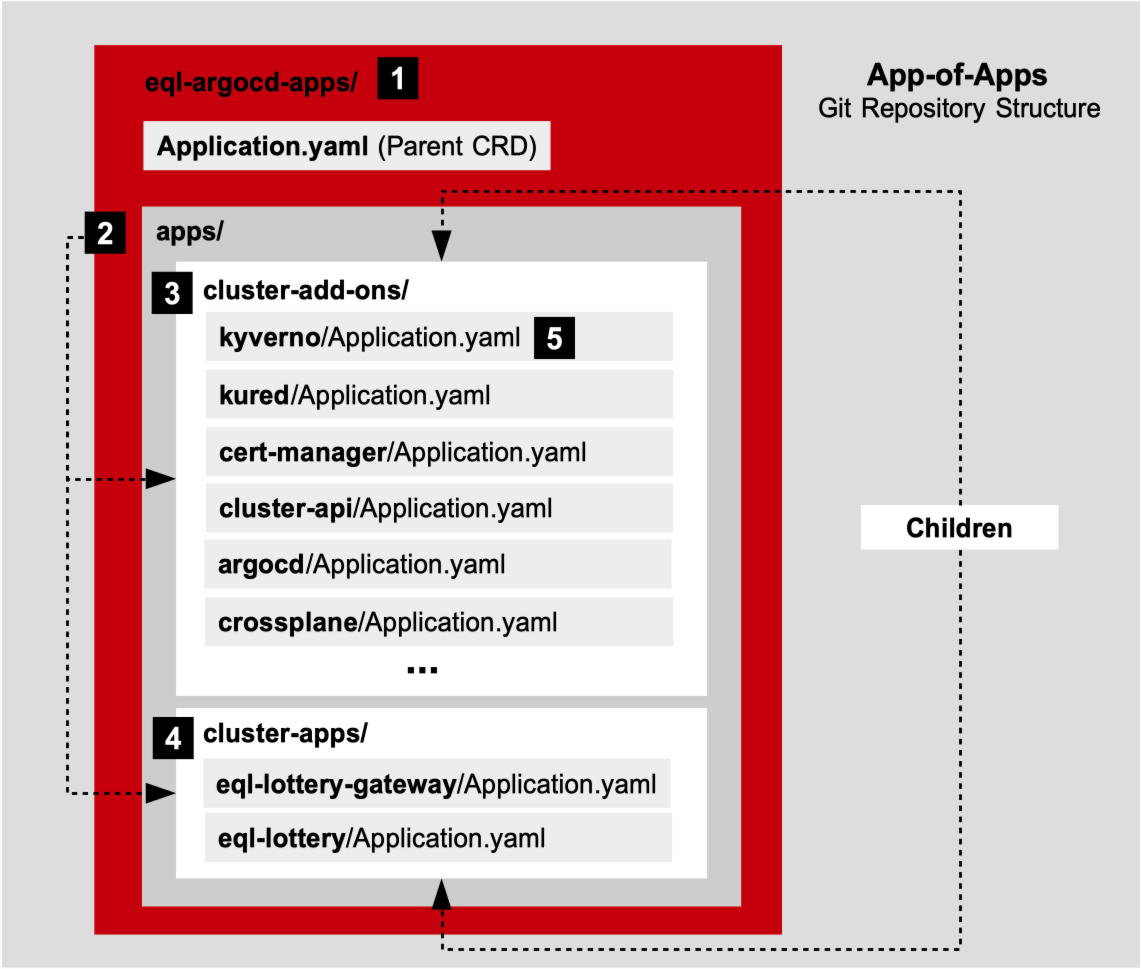 eql-argocd-apps/ 1
App-of-Apps
Git Repository Structure
Application.yaml (Parent CRD)
2 apps/
3 cluster-add-ons/
kyverno/Application.yaml 5
kured/Application.yaml
cert-manager/Application.yaml
cluster-api/Application.yaml
argocd/Application.yaml
crossplane/Application.yaml
...
Children
4 cluster-apps/
eql-lottery-gateway/Application.yaml
eql-lottery/Application.yaml